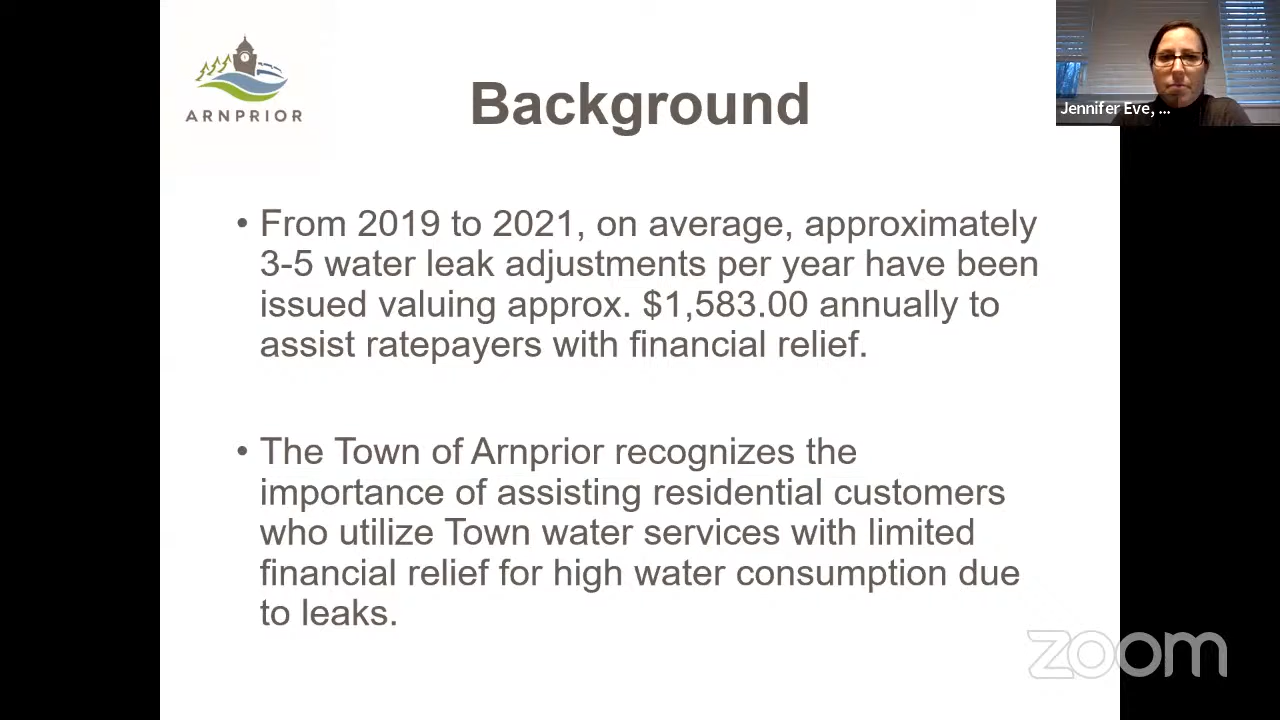 ARNPRIOR
Background
Jennifer Eve, ...
• From 2019 to 2021, on average, approximately
3-5 water leak adjustments per year have been
issued valuing approx. $1,583.00 annually to
assist ratepayers with financial relief.
• The Town of Arnprior recognizes the
importance of assisting residential customers
who utilize Town water services with limited
financial relief for high water consumption due
to leaks.
zoom